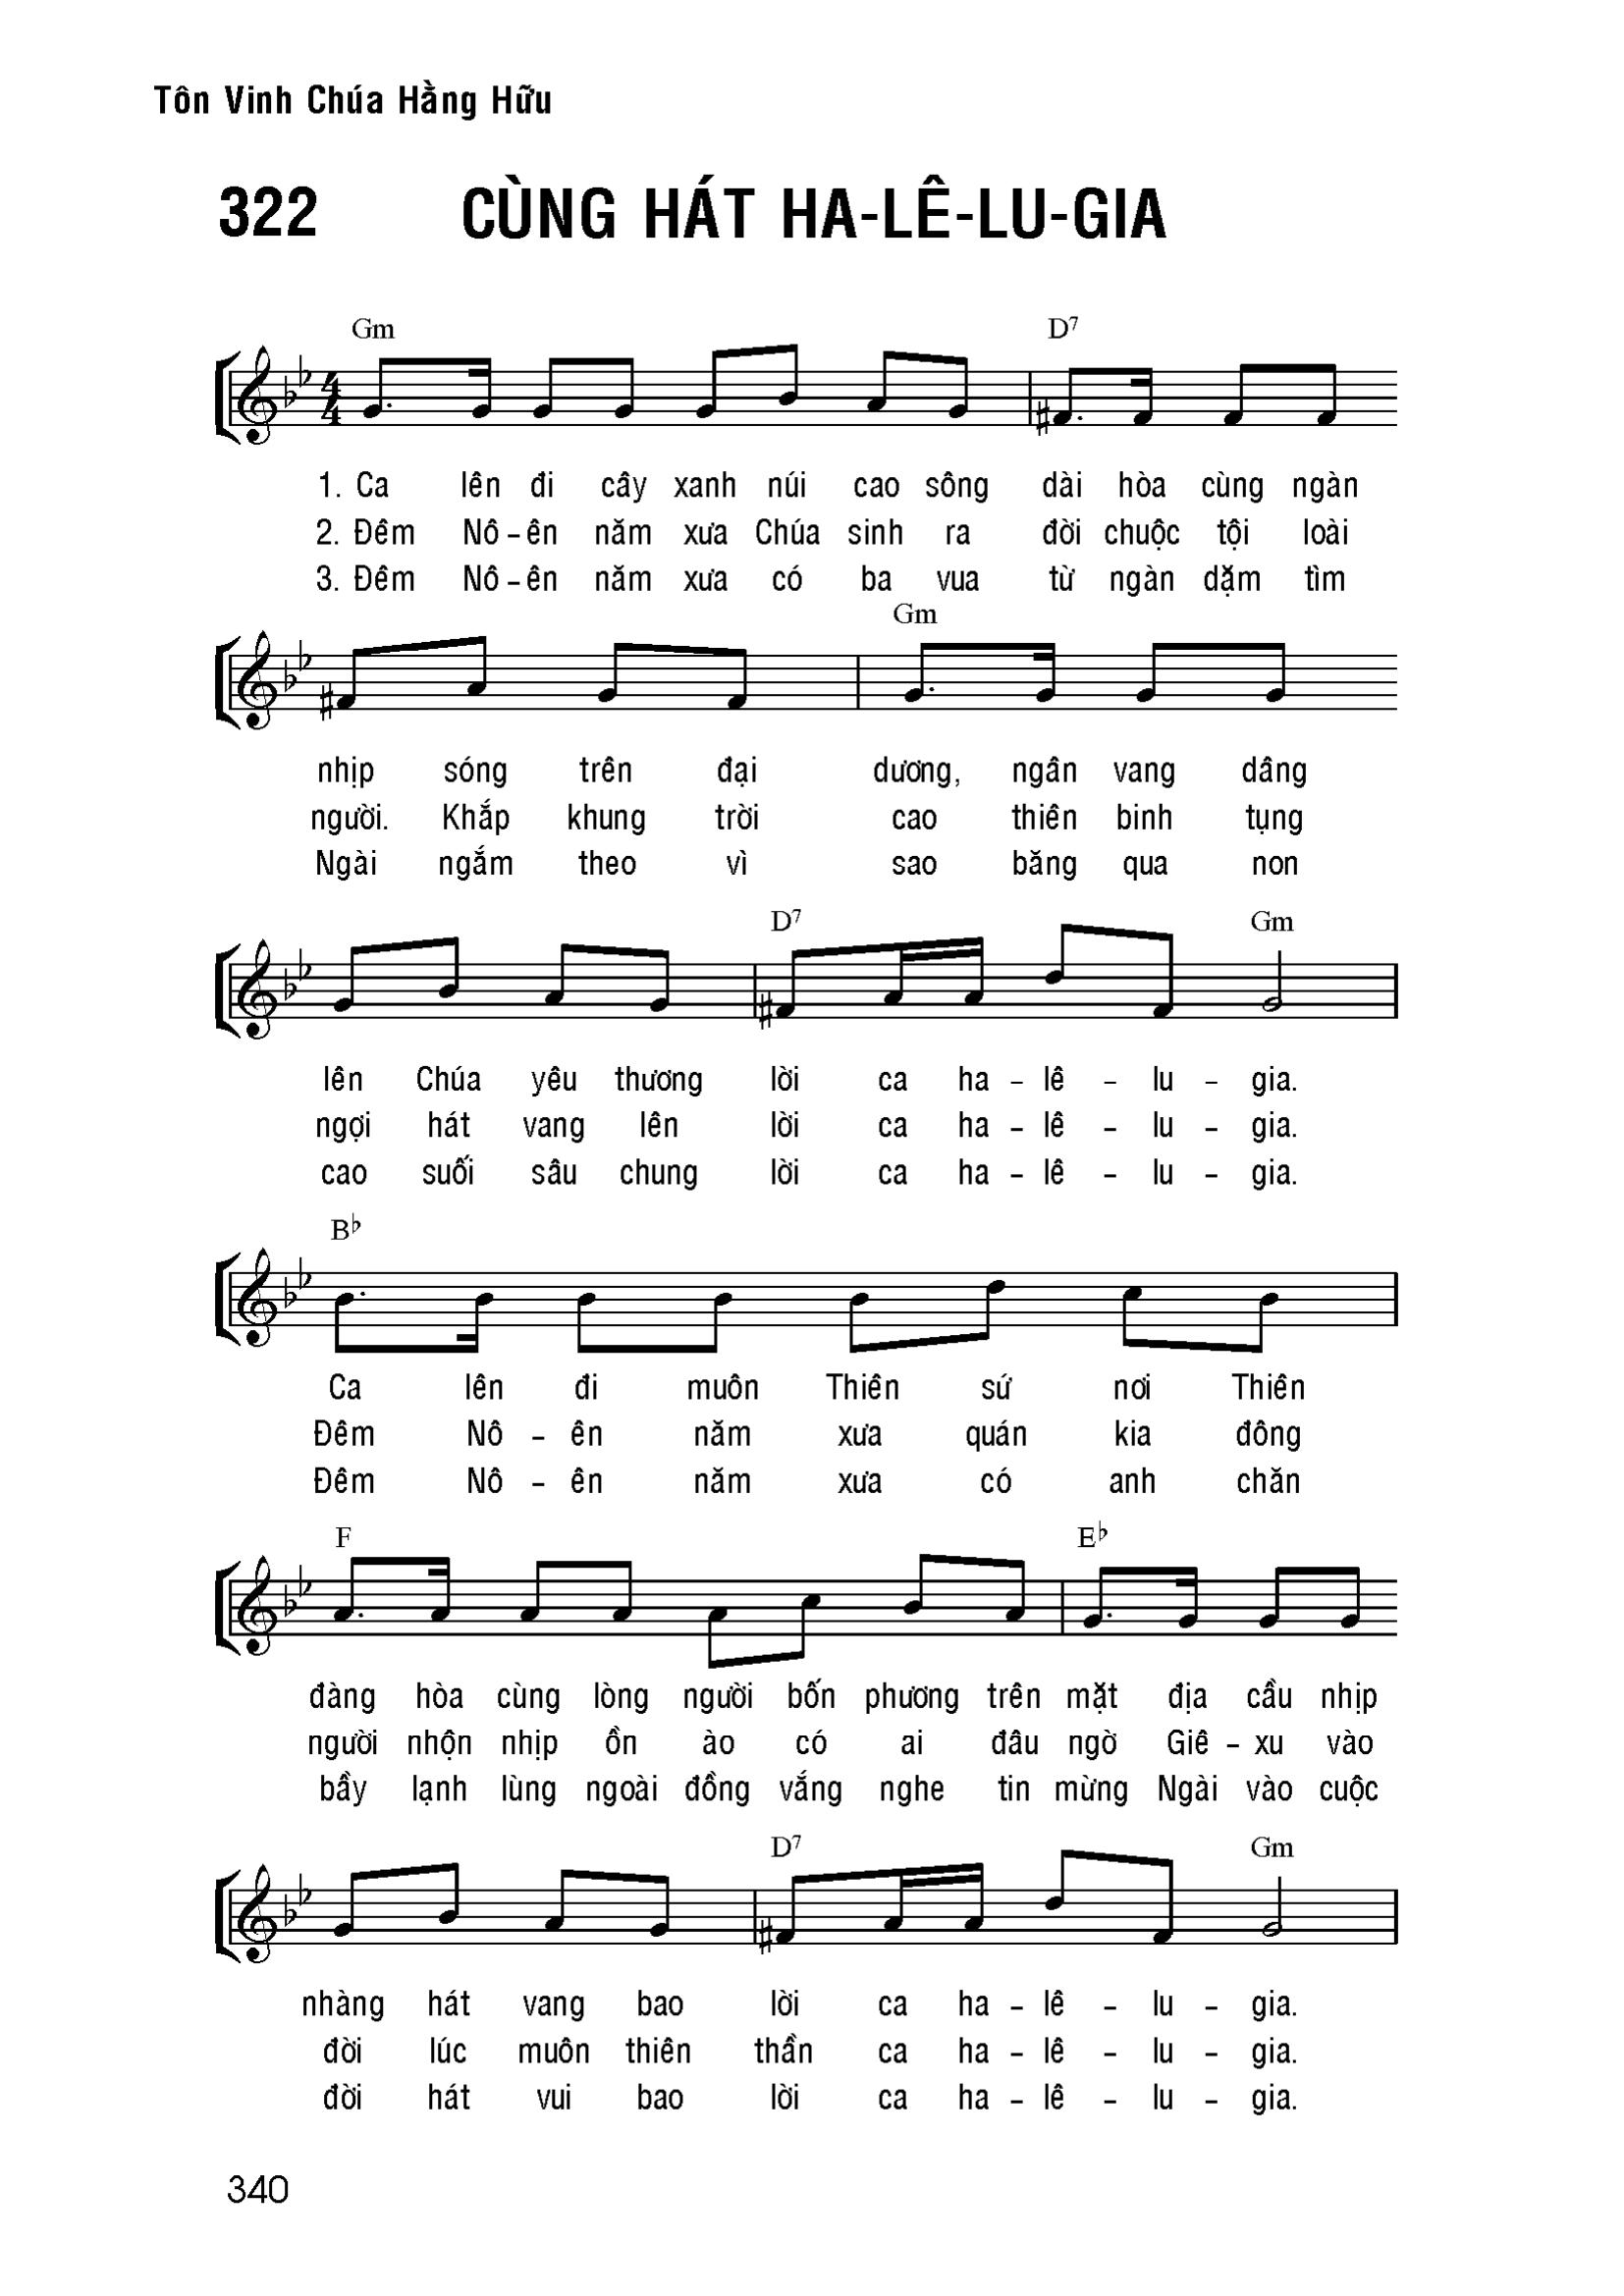 Tôn Vinh Chúa Hằng Hữu
322 CÙNG HÁT HA-LÊ-LU-GIA
Gm D7
4
4
1. Ca lên đi cây xanh núi cao sông dài hòa cùng ngàn
2. Đêm Nô-ên năm xưa Chúa sinh ra đời chuộc tội loài
3. Đêm Nô-ên năm xưa có ba vua từ ngàn dặm tìm
Gm
nhịp sóng trên đại dương, ngân vang dâng
người. Khắp khung trời cao thiên binh tụng
Ngài ngắm theo vì sao băng qua non
D7 Gm
lên Chúa yêu thương lời ca ha-lê-lu-gia.
ngợi hát vang lên lời ca ha-lê-lu-gia.
cao suối sâu chung lời ca ha-lê-lu-gia.
B♭
Ca lên đi muôn Thiên sứ nơi Thiên
Đêm Nô-ên năm xưa quán kia đông
Đêm Nô-ên năm xưa có anh chăn
F E♭
đàng hòa cùng lòng người bốn phương trên mặt địa cầu nhịp
người nhộn nhịp ồn ào có ai đâu ngờ Giê-xu vào
bầy lạnh lùng ngoài đồng vắng nghe tin mừng Ngài vào cuộc
D7 Gm
nhàng hát vang bao lời ca ha-lê-lu-gia.
đời lúc muôn thiên thần ca ha-lê-lu-gia.
đời hát vui bao lời ca ha-lê-lu-gia.
340